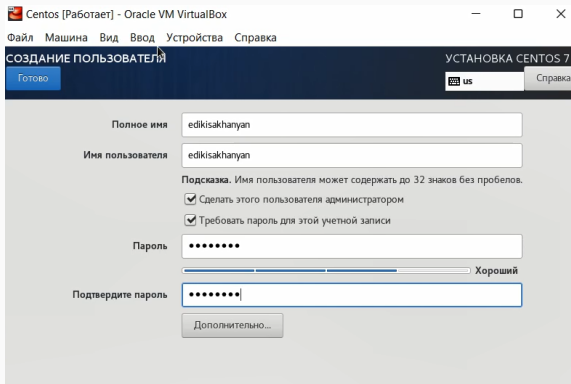 Centos [Работает] - Oracle VM VirtualBox
Файл Машина Вид Ввод Устройства Справка
СОЗДАНИЕ ПОЛЬЗОВАТЕЛЯ
УСТАНОВКА CENTOS 7
Готово
us
Справка
Полное имя
edikisakhanyan
Имя пользователя
edikisakhanyan
Подсказка. Имя пользователя может содержать до 32 знаков без пробелов.
Сделать этого пользователя администратором
Требовать пароль для этой учетной записи
Пароль
••••••••
Хороший
Подтвердите пароль
••••••••
Дополнительно...